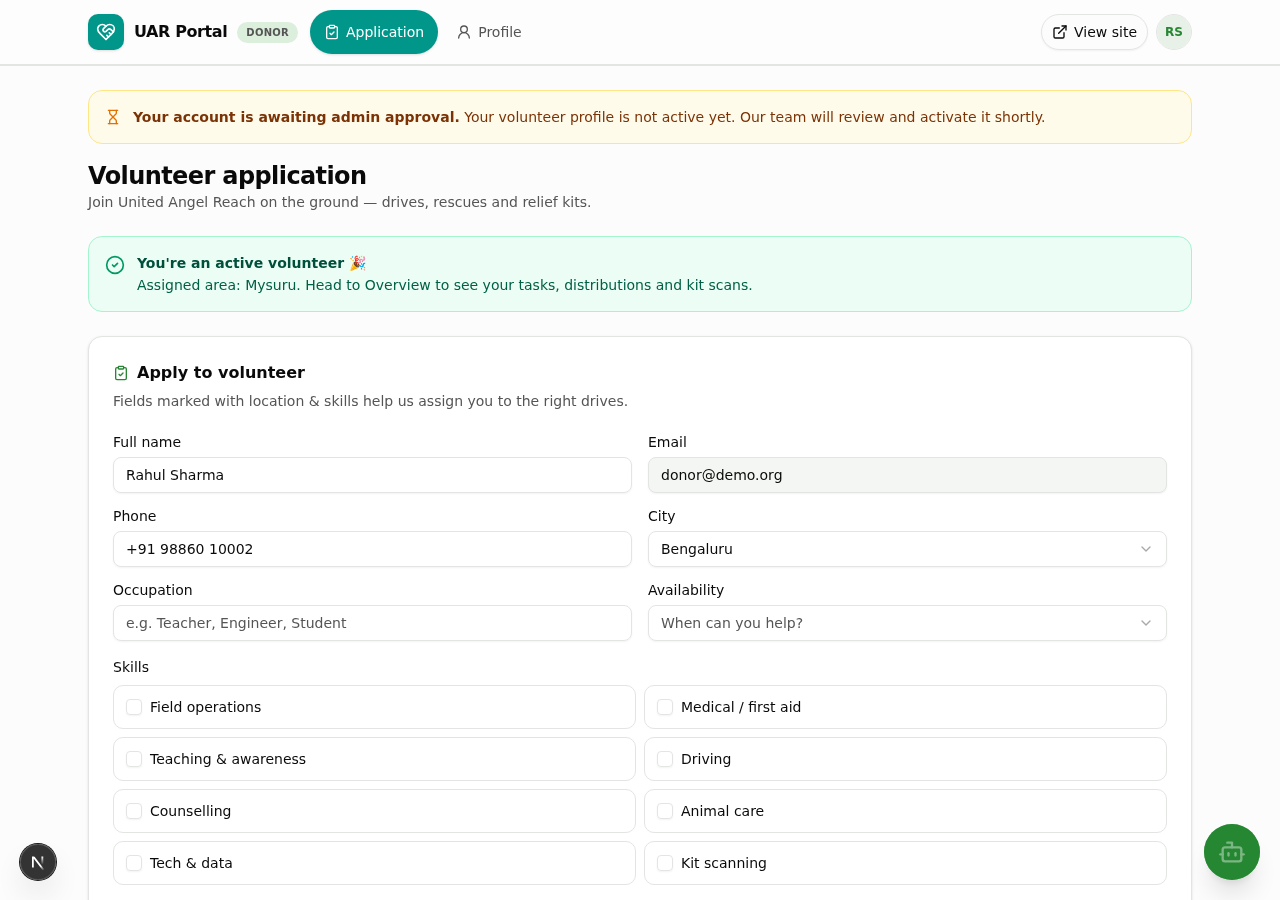 UAR Portal DONOR Application Profile View site RS
Your account is awaiting admin approval. Your volunteer profile is not active yet. Our team will review and activate it shortly.
Volunteer application
Join United Angel Reach on the ground — drives, rescues and relief kits.
You're an active volunteer 🎉
Assigned area: Mysuru. Head to Overview to see your tasks, distributions and kit scans.
Apply to volunteer
Fields marked with location & skills help us assign you to the right drives.
Full name Email
Rahul Sharma donor@demo.org
Phone City
+91 98860 10002 Bengaluru
Occupation Availability
e.g. Teacher, Engineer, Student When can you help?
Skills
Field operations Medical / first aid
Teaching & awareness Driving
Counselling Animal care
Tech & data Kit scanning
N